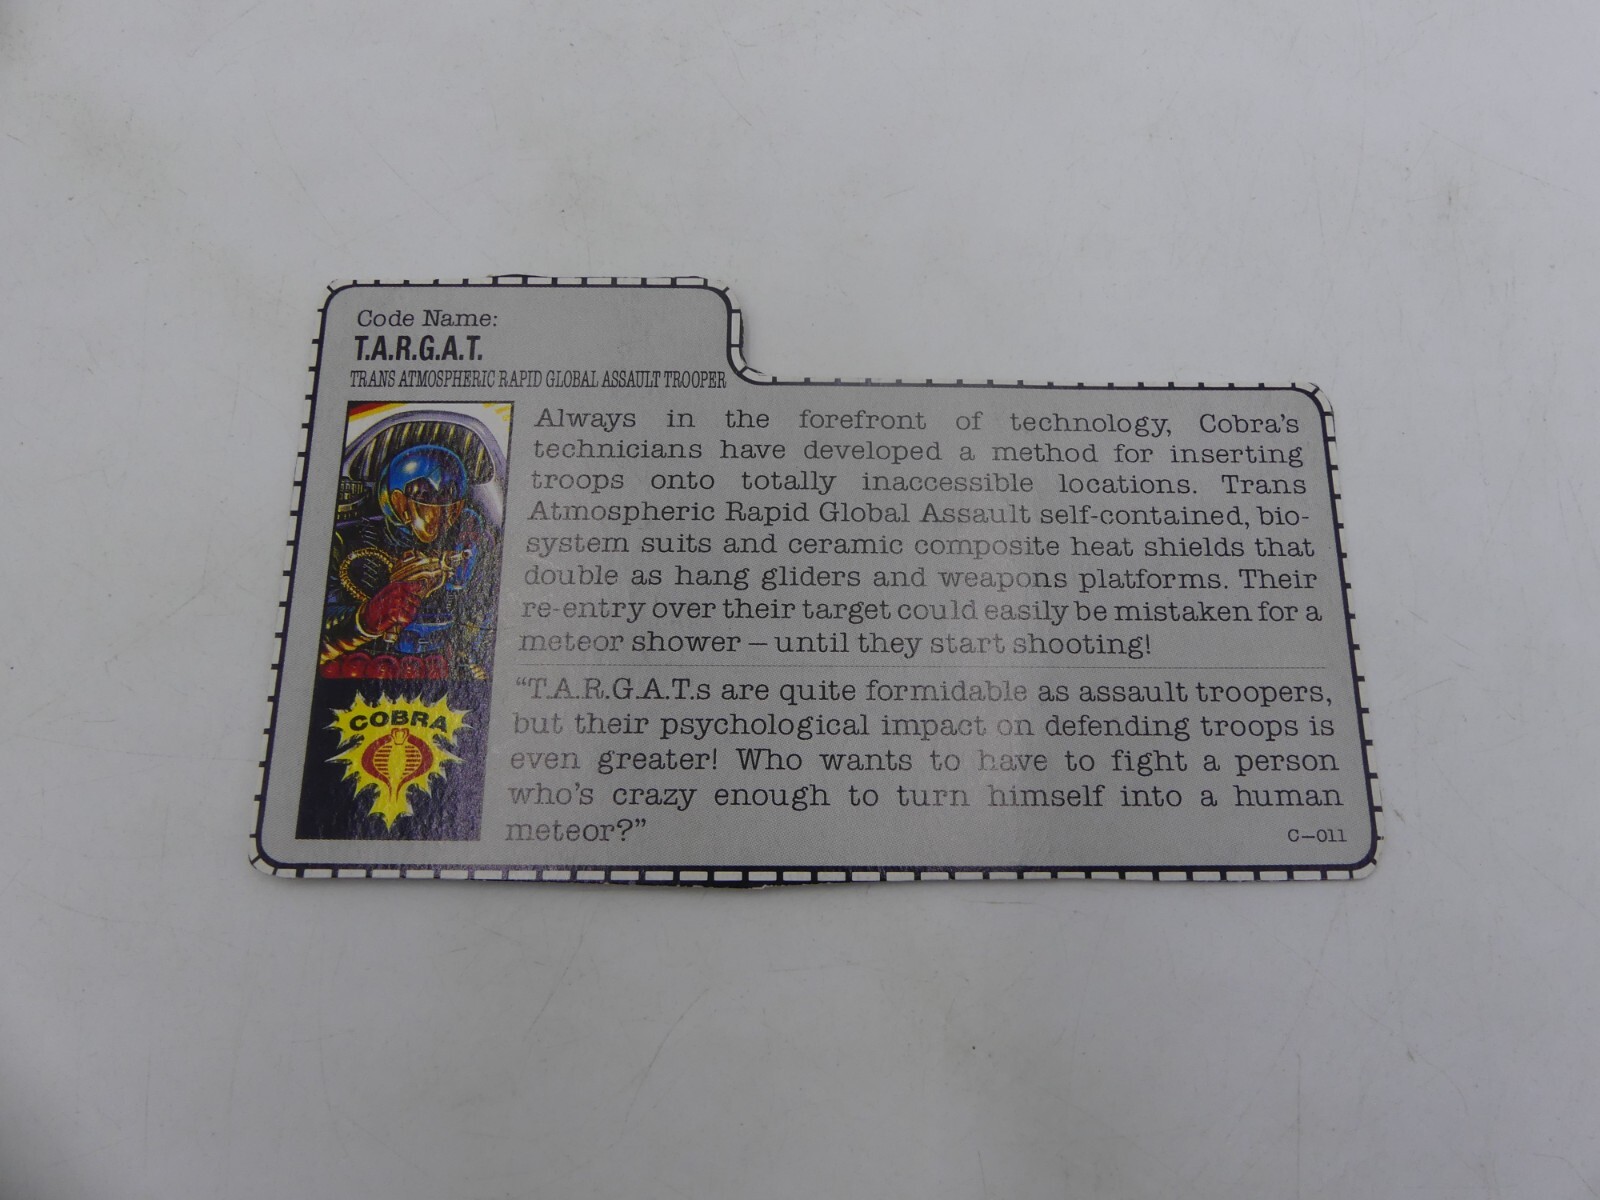 Code Name:
T.A.R.G.A.T.
TRANS ATMOSPHERIC RAPID GLOBAL ASSAULT TROOPER
Always in the forefront of technology, Cobra's
technicians have developed a method for inserting
troops onto totally inaccessible locations. Trans
Atmospheric Rapid Global Assault self-contained, bio-
system suits and ceramic composite heat shields that
double as hang gliders and weapons platforms. Their
re-entry over their target could easily be mistaken for a
meteor shower – until they start shooting!
COBRA
“T.A.R.G.A.T.s are quite formidable as assault troopers,
but their psychological impact on defending troops is
even greater! Who wants to have to fight a person
who's crazy enough to turn himself into a human
meteor?”
C–011